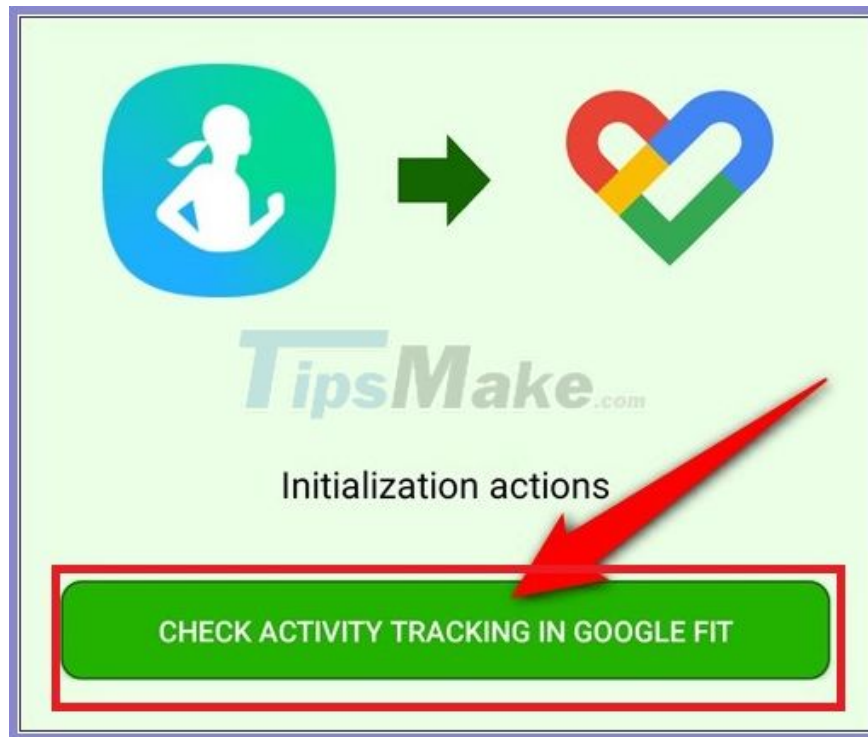 TipsMake.com
Initialization actions
CHECK ACTIVITY TRACKING IN GOOGLE FIT